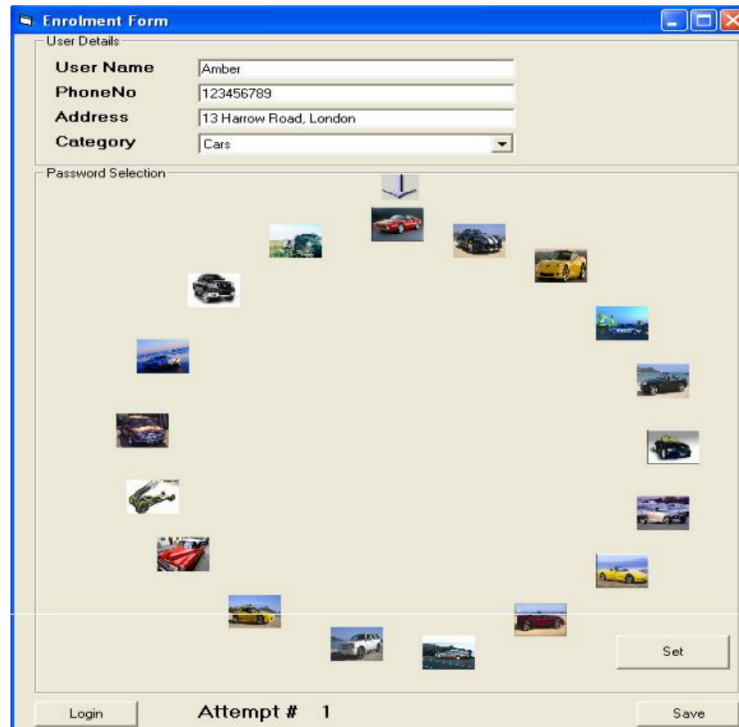 Enrolment Form
User Details
User Name Amber
PhoneNo 123456789
Address 13 Harrow Road, London
Category Cars
Password Selection
Set
Login Attempt # 1 Save